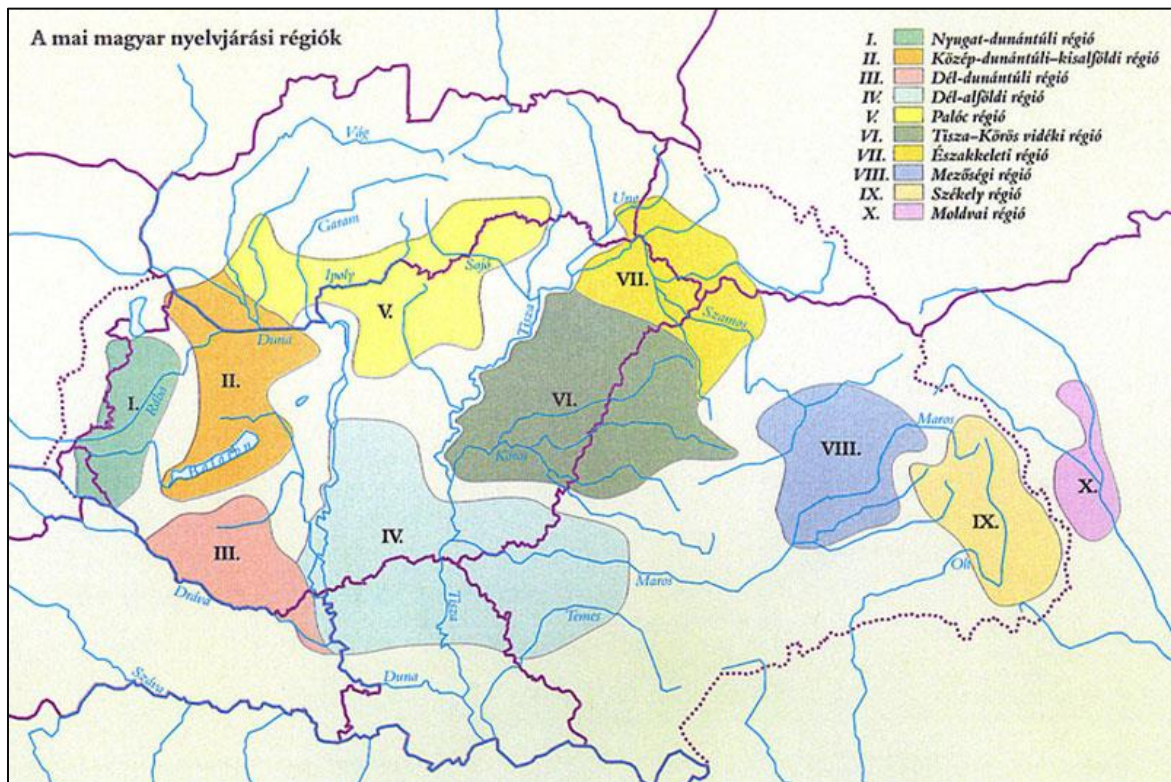 A mai magyar nyelvjárási régiók
I. Nyugat-dunántúli régió
II. Közép-dunántúli–kisalföldi régió
III. Dél-dunántúli régió
IV. Dél-alföldi régió
V. Palóc régió
VI. Tisza–Körös vidéki régió
VII. Északkeleti régió
VIII. Mezőségi régió
IX. Székely régió
X. Moldvai régió
Vág
Ung
Garam
Ipoly
Sajó
VII.
V.
Tisza
Szamos
Duna
I.
Rába
II.
VI.
Maros
VIII.
Balaton
Körös
X.
IX.
III.
IV.
Olt
Dráva
Tisza
Maros
Temes
Száva
Duna